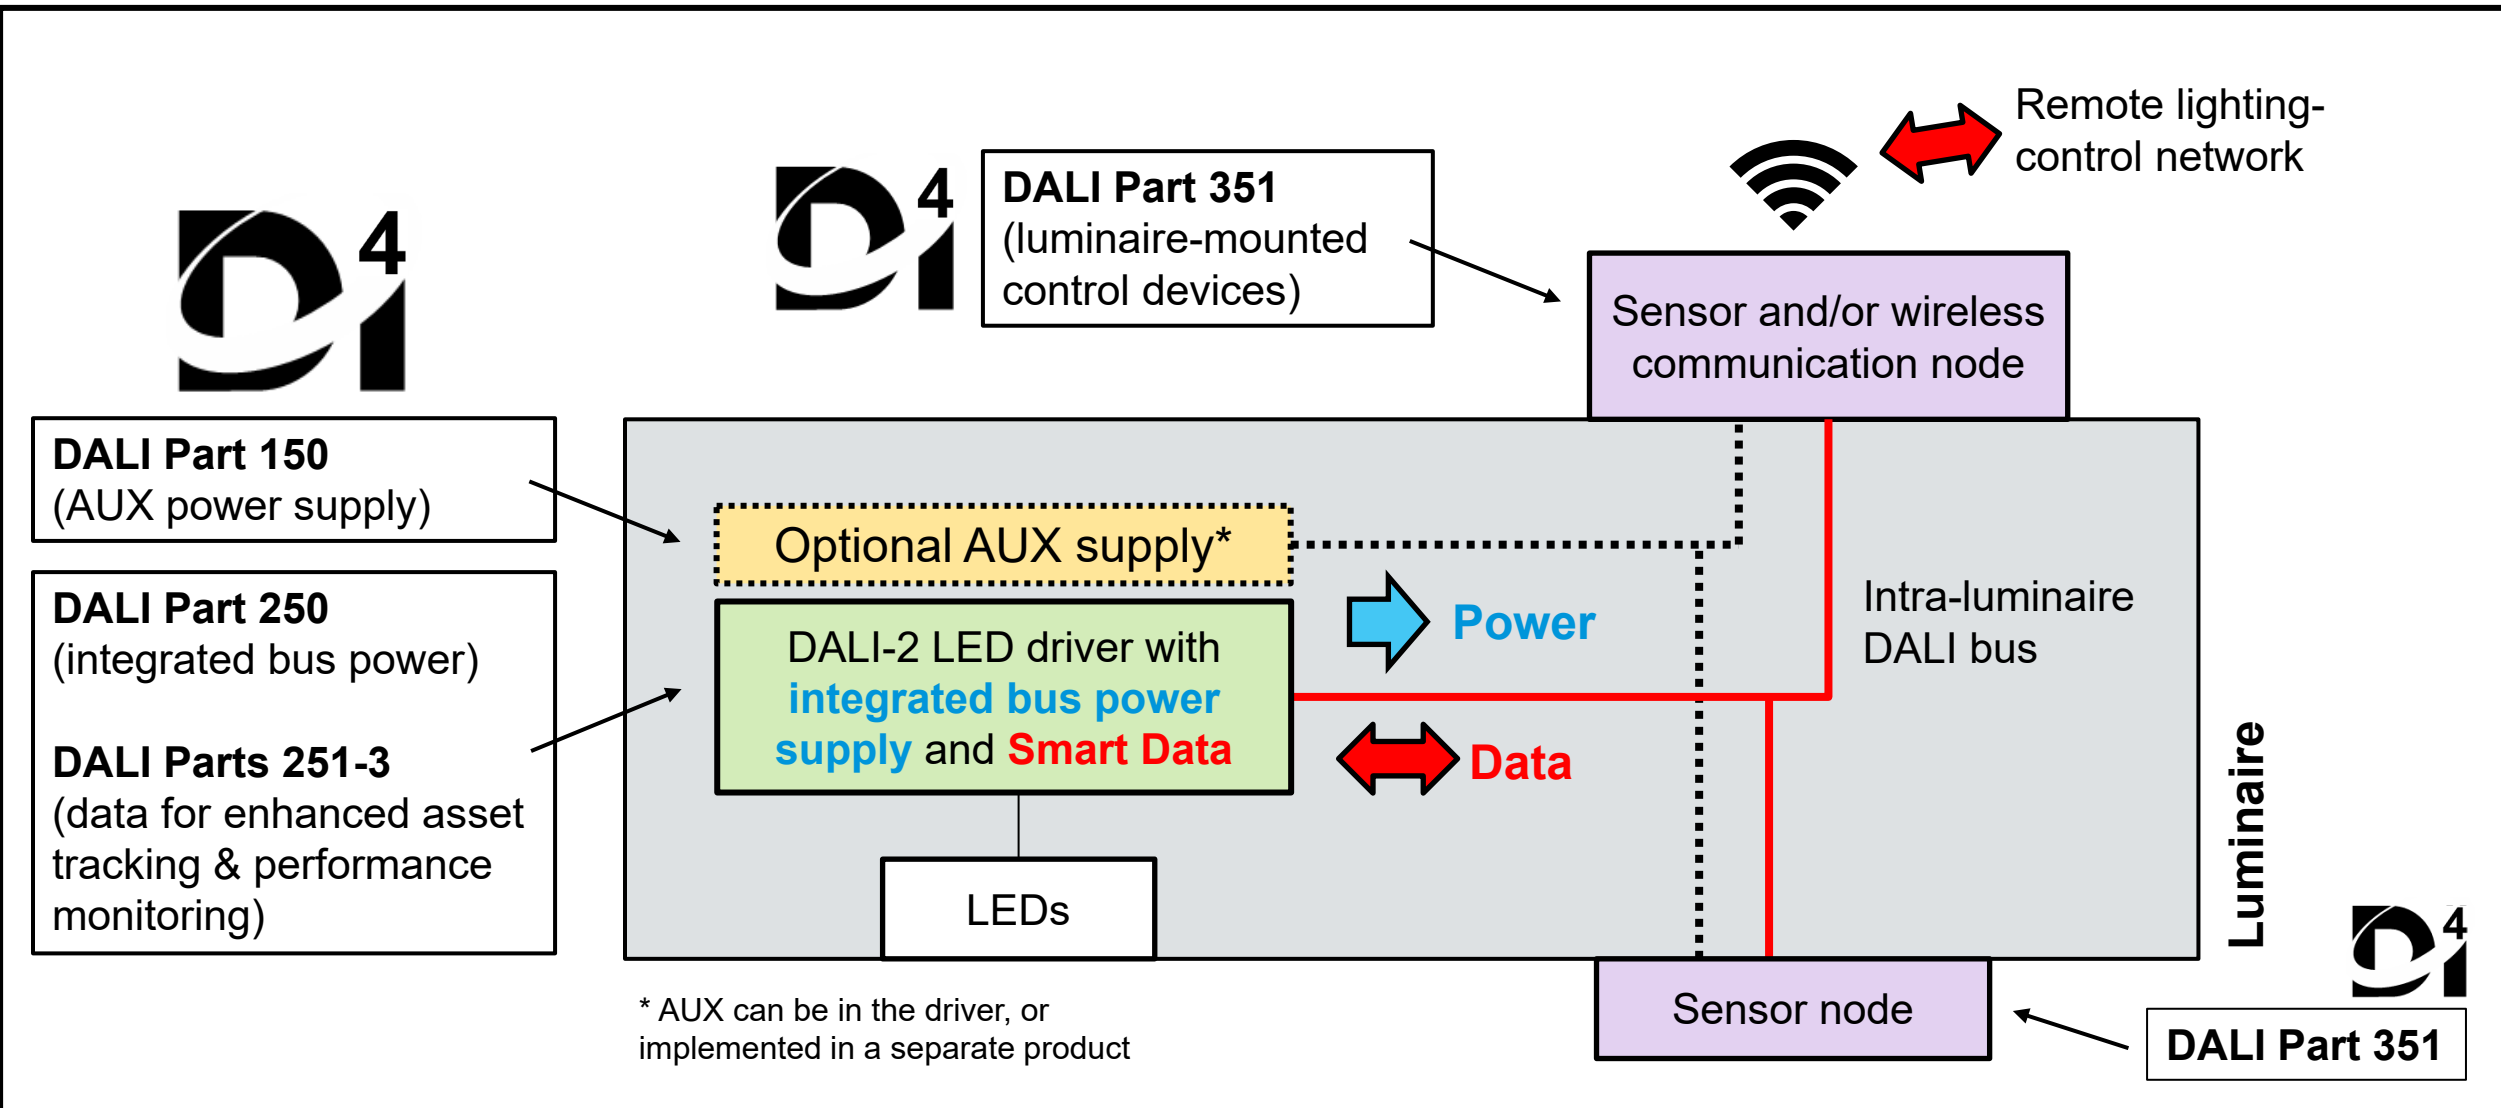 Remote lighting-
control network
4
DALI Part 351
(luminaire-mounted
control devices)
4
Sensor and/or wireless
communication node
DALI Part 150
(AUX power supply)
Optional AUX supply*
DALI Part 250
(integrated bus power)
DALI Parts 251-3
(data for enhanced asset
tracking & performance
monitoring)
DALI-2 LED driver with
integrated bus power
supply and Smart Data
Power
Data
Intra-luminaire
DALI bus
LEDs
Luminaire
4
Sensor node
DALI Part 351
* AUX can be in the driver, or
implemented in a separate product